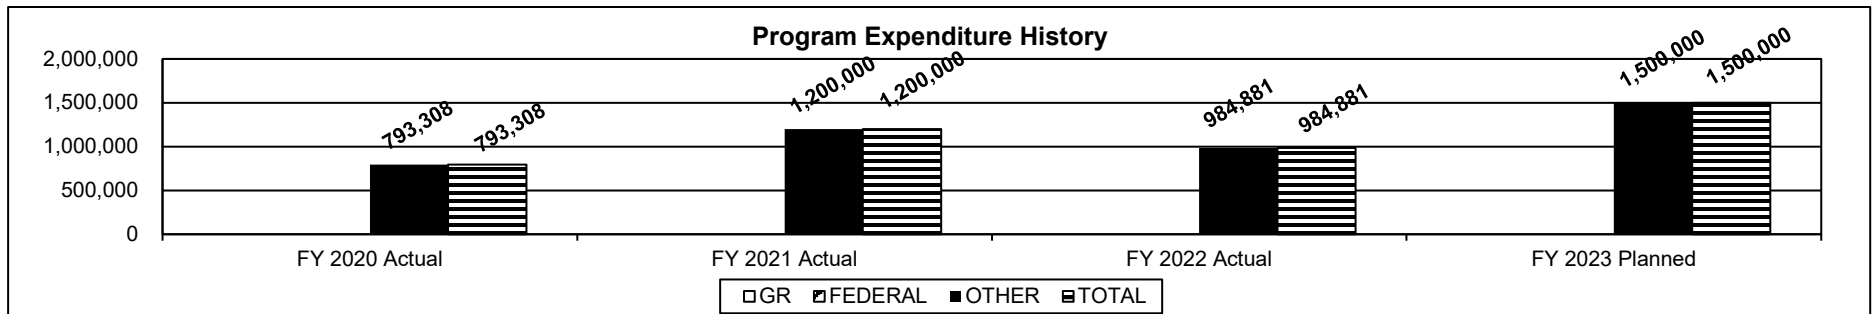 Program Expenditure History
2,000,000
1,500,000
1,000,000
500,000
0
793,308
793,308
1,200,000
1,200,000
984,881
984,881
1,500,000
1,500,000
FY 2020 Actual
FY 2021 Actual
FY 2022 Actual
FY 2023 Planned
GR FEDERAL OTHER TOTAL